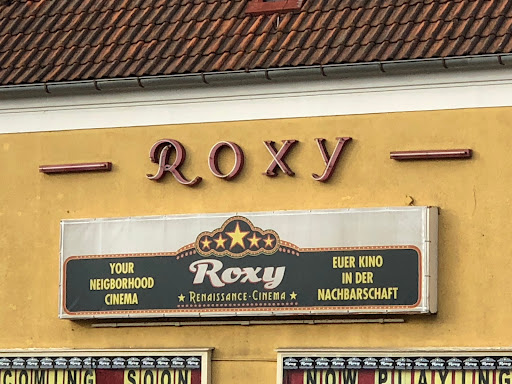 ROXY
YOUR
NEIGBORHOOD
CINEMA
Roxy
RENAISSANCE-CINEMA
EUER KINO
IN DER
NACHBARSCHAFT
COMING SOON
NOW PLAYING